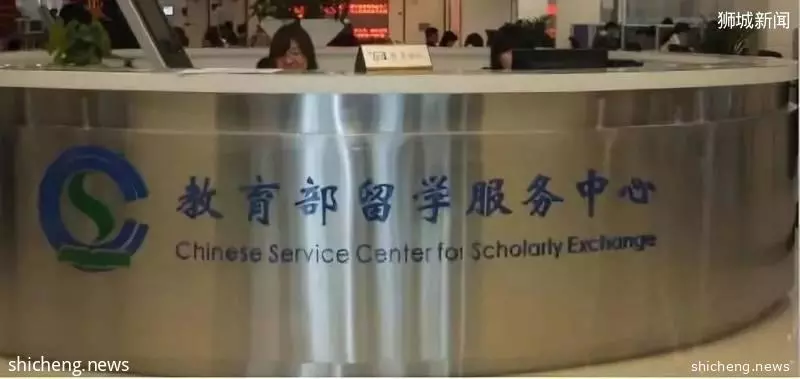 狮城新闻
教育部留学服务中心
Chinese Service Center for Scholarly Exchange
shicheng.news
shicheng.news